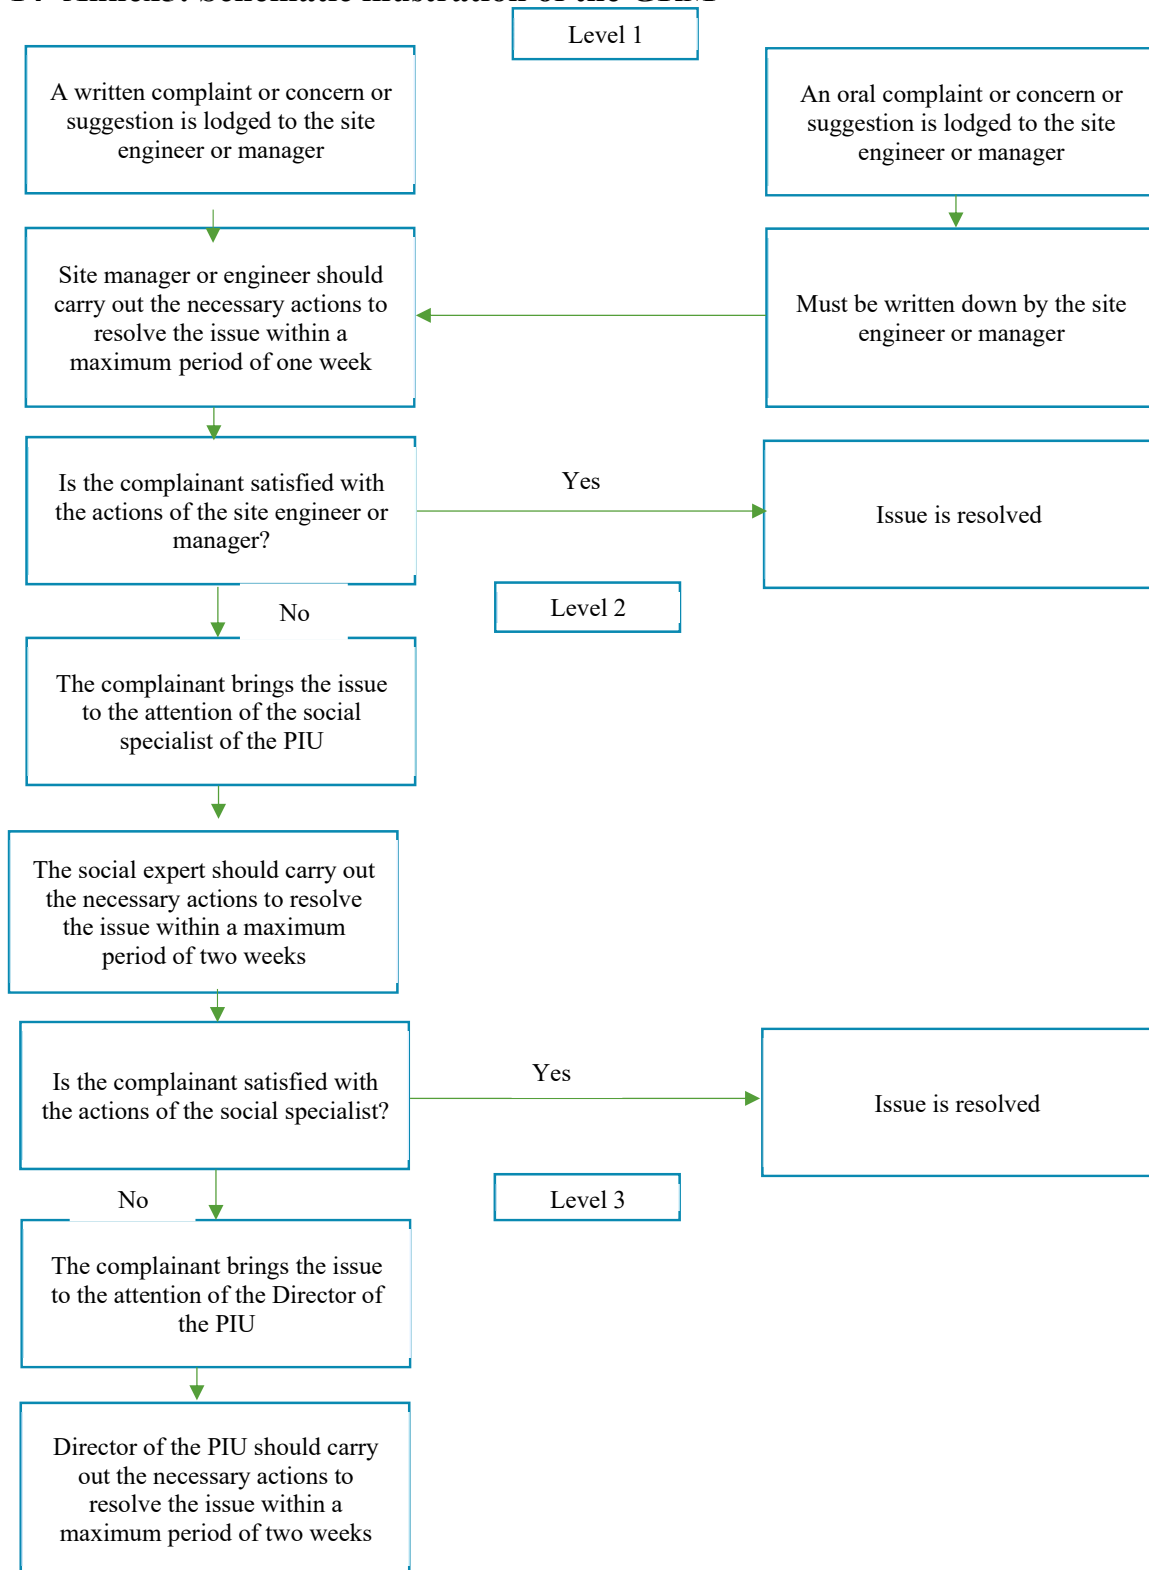 Level 1
A written complaint or concern or
suggestion is lodged to the site
engineer or manager
An oral complaint or concern or
suggestion is lodged to the site
engineer or manager
Site manager or engineer should
carry out the necessary actions to
resolve the issue within a
maximum period of one week
Must be written down by the site
engineer or manager
Is the complainant satisfied with
the actions of the site engineer or
manager?
Yes
Issue is resolved
No
Level 2
The complainant brings the issue
to the attention of the social
specialist of the PIU
The social expert should carry out
the necessary actions to resolve
the issue within a maximum
period of two weeks
Is the complainant satisfied with
the actions of the social specialist?
Yes
Issue is resolved
No
Level 3
The complainant brings the issue
to the attention of the Director of
the PIU
Director of the PIU should carry
out the necessary actions to
resolve the issue within a
maximum period of two weeks